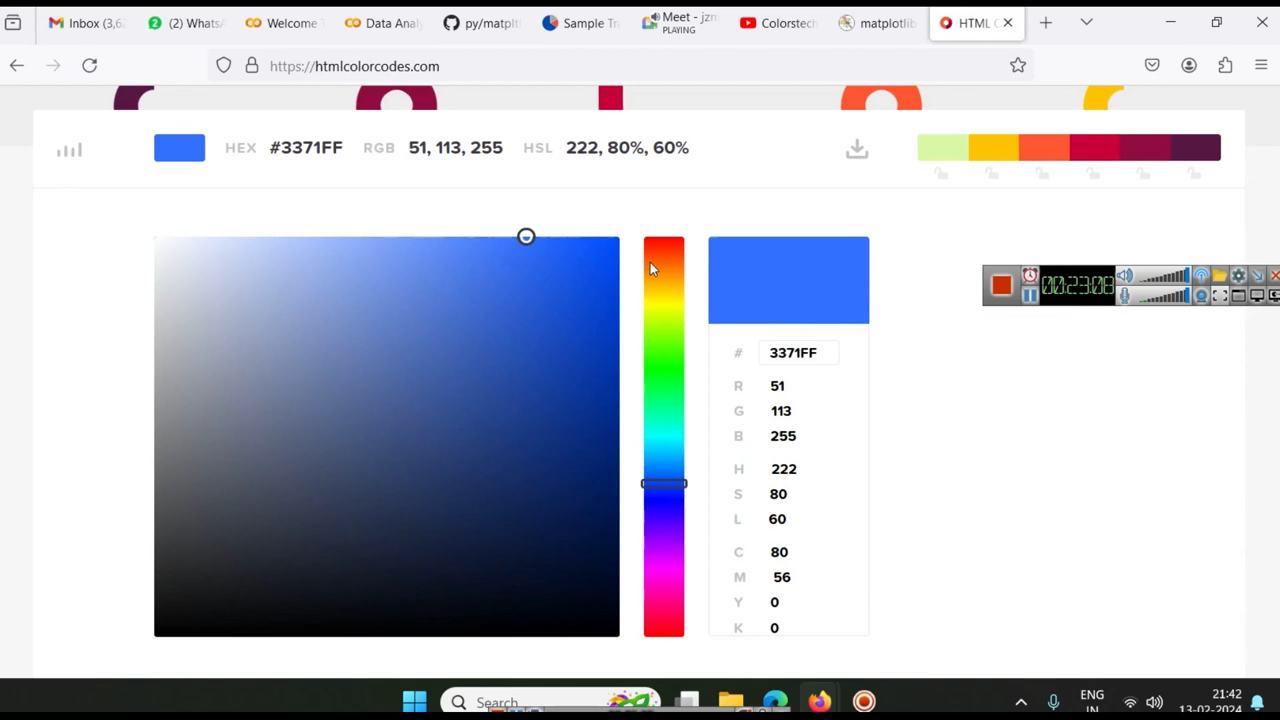 Inbox (3,6
(2) Whats
Welcome
Data Anal
py/matplt
Sample Tr
Meet - jzm
PLAYING
Colorstech
matplotlib
HTML C
https://htmlcolorcodes.com
HEX #3371FF RGB 51, 113, 255 HSL 222, 80%, 60%
00:23:08
# 3371FF
R 51
G 113
B 255
H 222
S 80
L 60
C 80
M 56
Y 0
K 0
Search
ENG
IN
21:42
13-02-2024